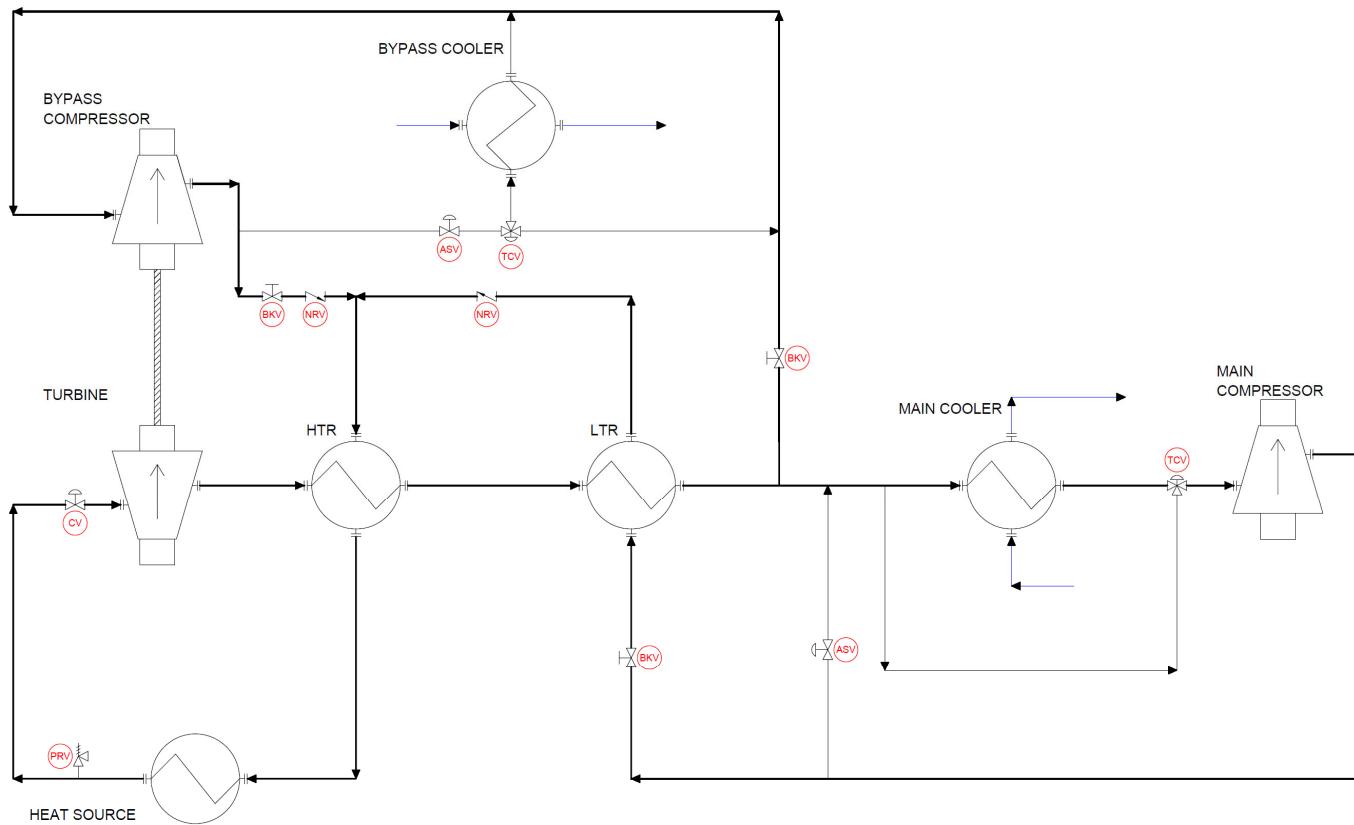 BYPASS COOLER
BYPASS
COMPRESSOR
ASV
TCV
BKV
NRV
NRV
BKV
TURBINE
HTR
LTR
MAIN COOLER
MAIN
COMPRESSOR
TCV
CV
BKV
ASV
PRV
HEAT SOURCE